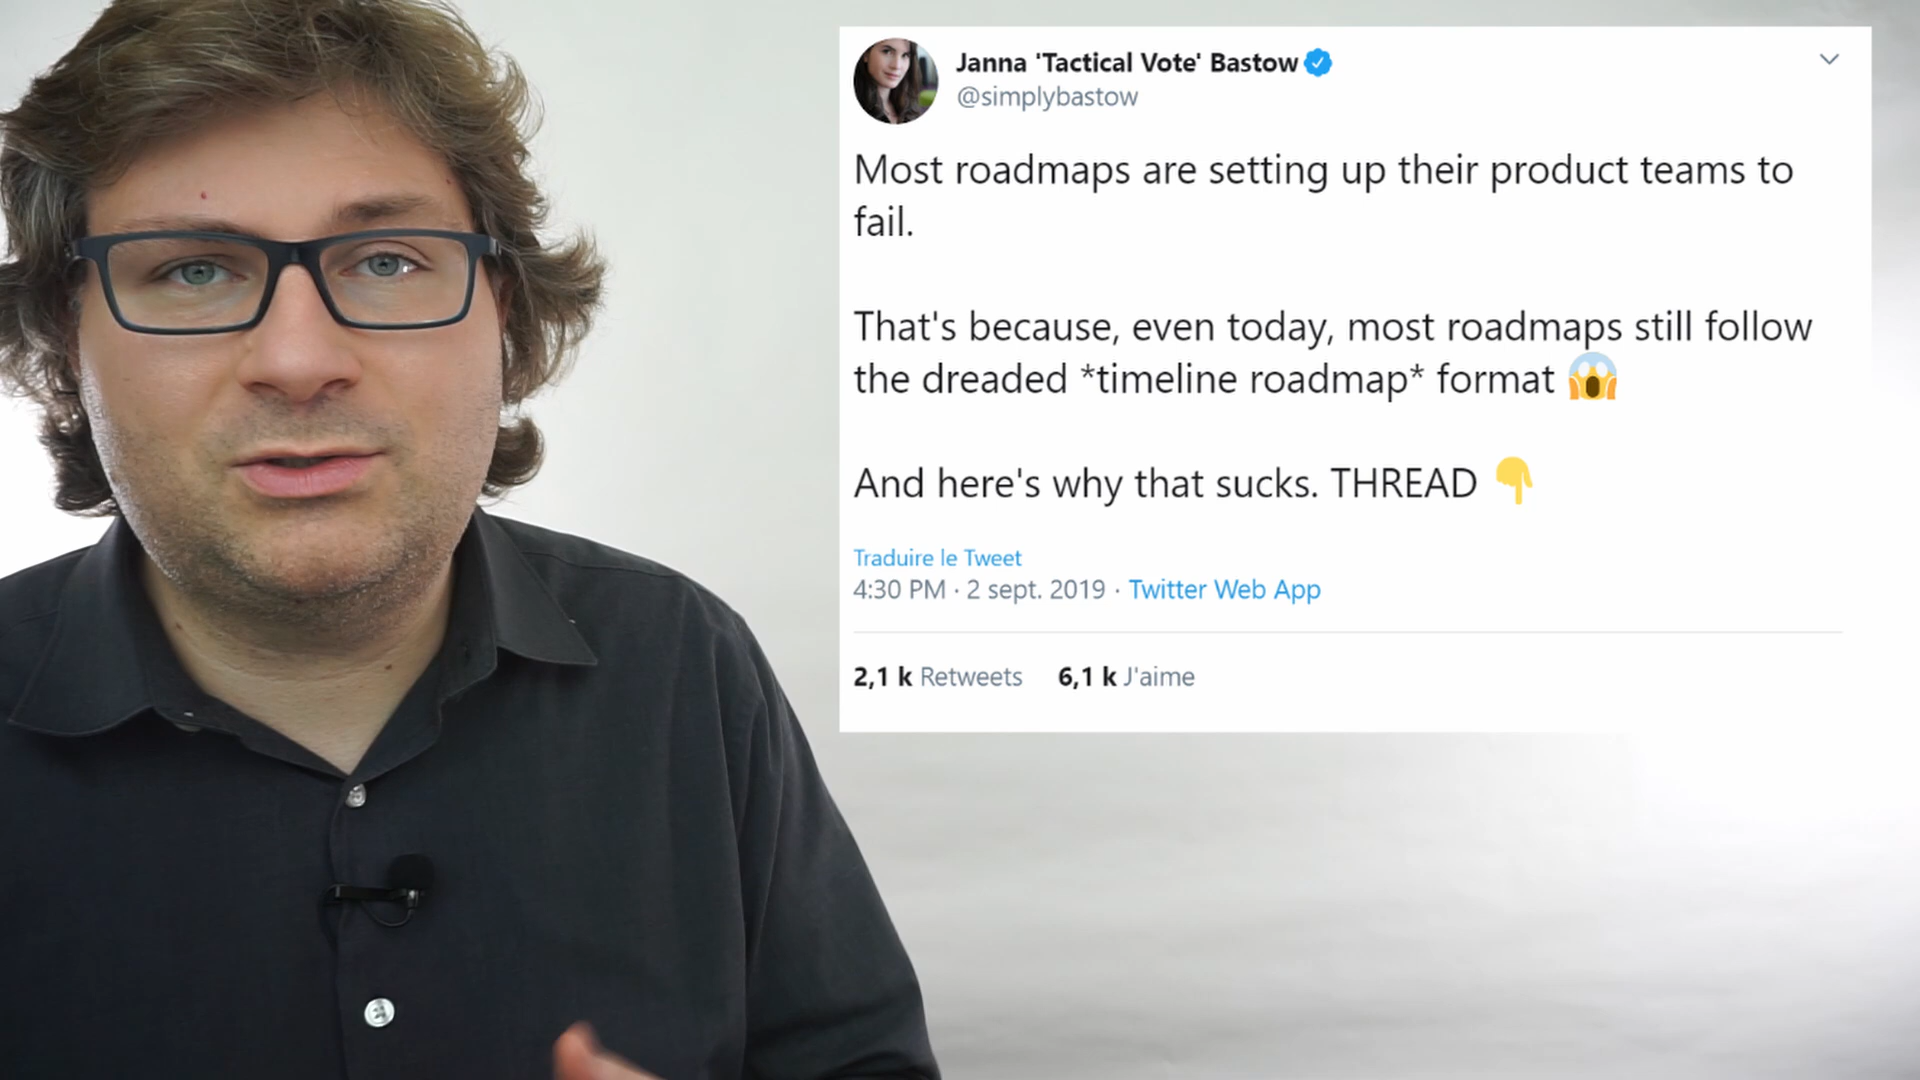 Janna 'Tactical Vote' Bastow
@simplybastow
Most roadmaps are setting up their product teams to
fail.
That's because, even today, most roadmaps still follow
the dreaded *timeline roadmap* format 😱
And here's why that sucks. THREAD 👇
Traduire le Tweet
4:30 PM · 2 sept. 2019 · Twitter Web App
2,1 k Retweets 6,1 k J'aime